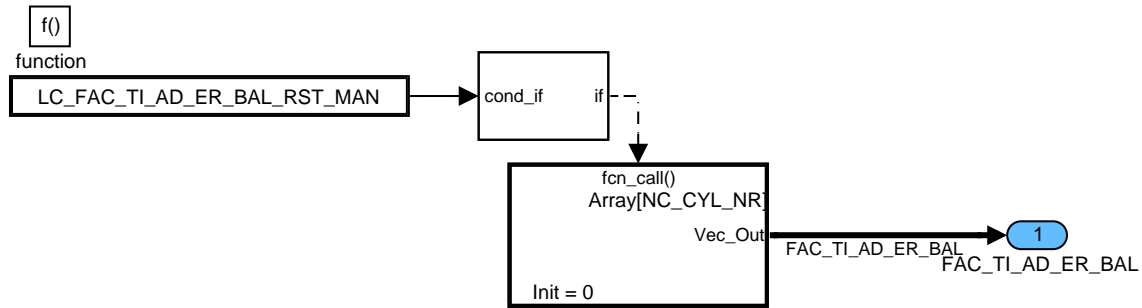 f()
function
LC_FAC_TI_AD_ER_BAL_RST_MAN
cond_if
if
fcn_call()
Array[NC_CYL_NR]
Vec_Out
Init = 0
FAC_TI_AD_ER_BAL
1
FAC_TI_AD_ER_BAL